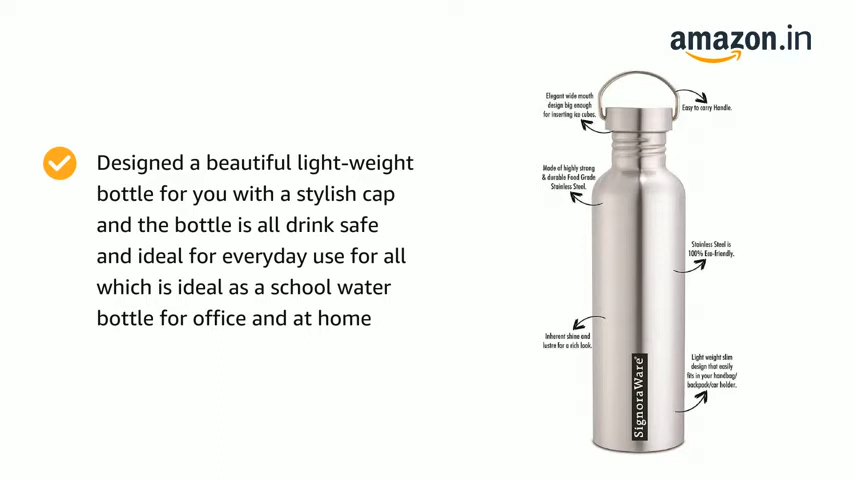 amazon.in
Designed a beautiful light-weight
bottle for you with a stylish cap
and the bottle is all drink safe
and ideal for everyday use for all
which is ideal as a school water
bottle for office and at home
Elegant wide mouth
design big enough
for inserting ice cubes.
Easy to carry Handle.
Made of highly strong
& durable Food Grade
Stainless Steel.
Stainless Steel is
100% Eco-friendly.
Inherent shine and
lustre for a rich look.
Light weight slim
design that easily
fits in your handbag/
backpack/car holder.
SignoraWare®